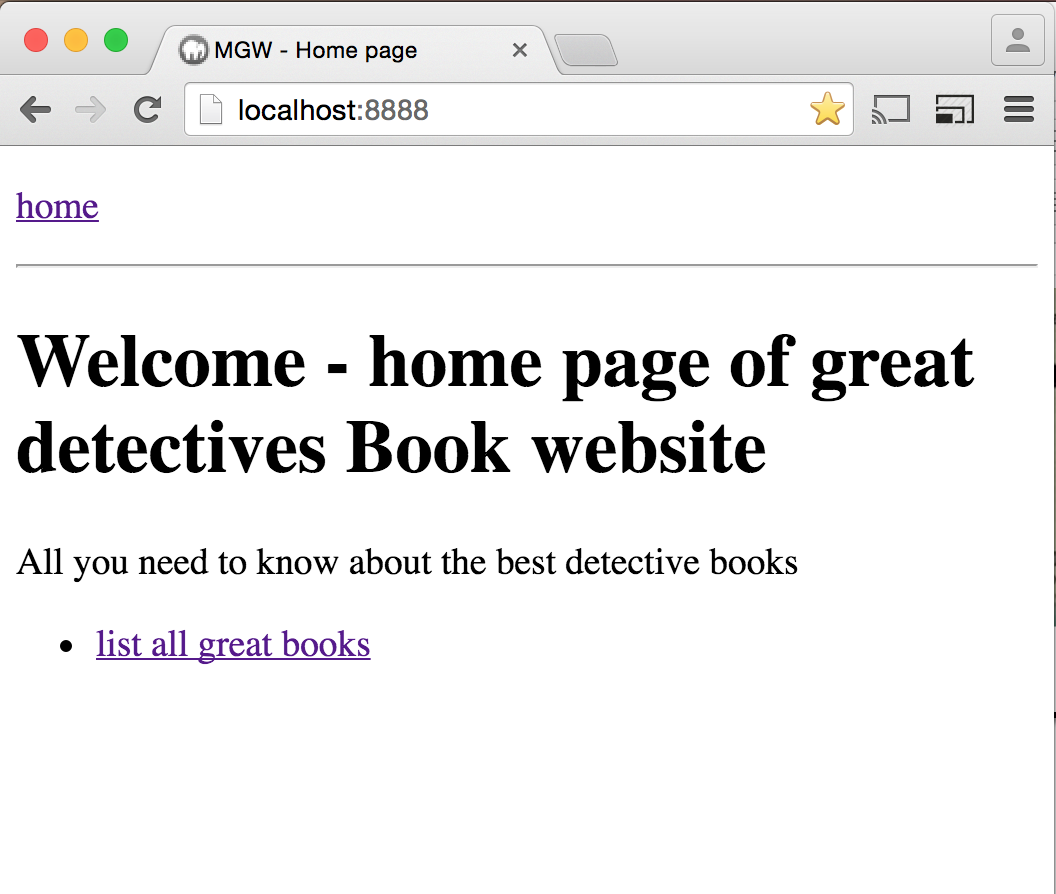 MGW - Home page
localhost:8888
home
Welcome - home page of great
detectives Book website
All you need to know about the best detective books
list all great books